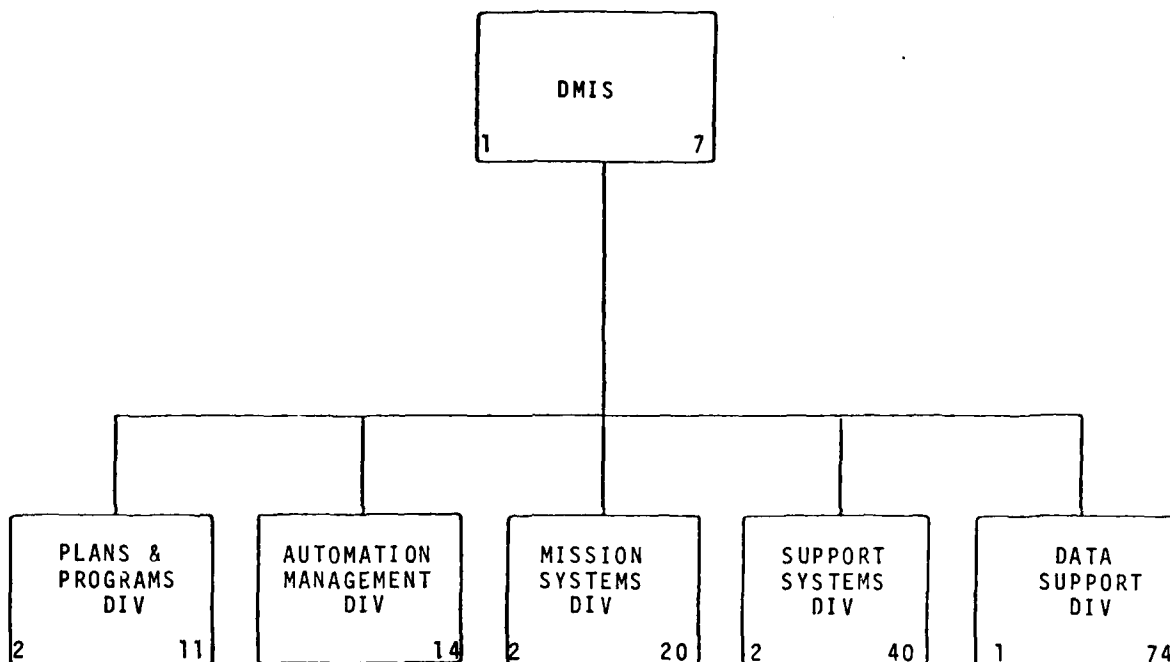 DMIS
1 7
PLANS &
PROGRAMS
DIV
2 11
AUTOMATION
MANAGEMENT
DIV
14
MISSION
SYSTEMS
DIV
2 20
SUPPORT
SYSTEMS
DIV
2 40
DATA
SUPPORT
DIV
1 74